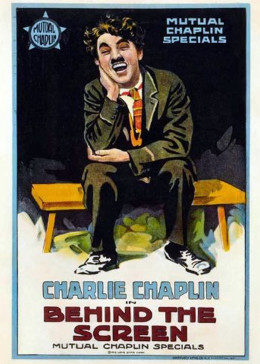 MUTUAL
CHAPLIN
MUTUAL
CHAPLIN
SPECIALS
CHARLIE CHAPLIN
IN
BEHIND THE
SCREEN
MUTUAL CHAPLIN SPECIALS